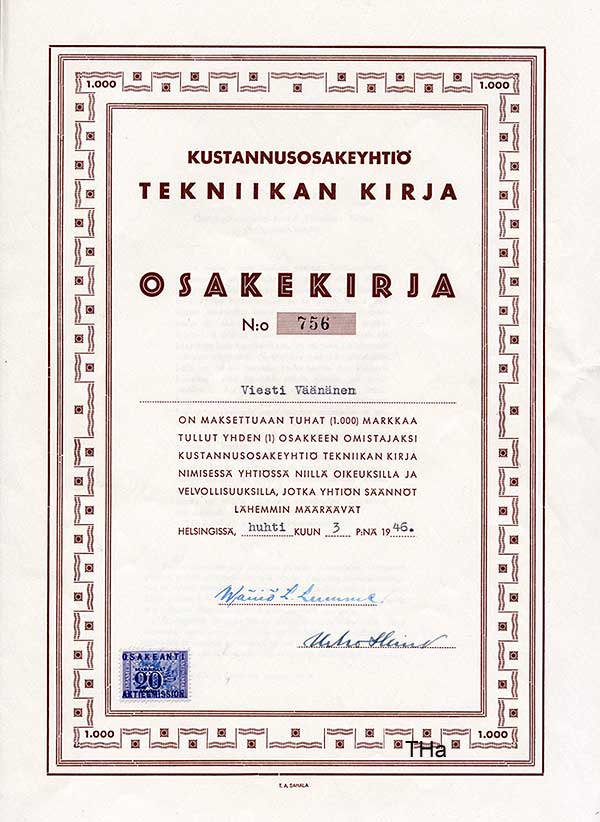 1.000 1.000
KUSTANNUSOSAKEYHTIÖ
TEKNIIKAN KIRJA
OSAKEKIRJA
N:o 756
Viesti Väänänen
ON MAKSETTUAAN TUHAT (1.000) MARKKAA
TULLUT YHDEN (1) OSAKKEEN OMISTAJAKSI
KUSTANNUSOSAKEYHTIÖ TEKNIIKAN KIRJA
NIMISESSÄ YHTIÖSSÄ NIILLÄ OIKEUKSILLA JA
VELVOLLISUUKSILLA, JOTKA YHTIÖN SÄÄNNÖT
LÄHEMMIN MÄÄRÄÄVÄT
HELSINGISSÄ, huhti KUUN 3 P:NÄ 1946.
Wäinö L.
OSAKEANTI
20
AKTIEEMISSION
1.000 1.000
THa
T. A. SAHALA